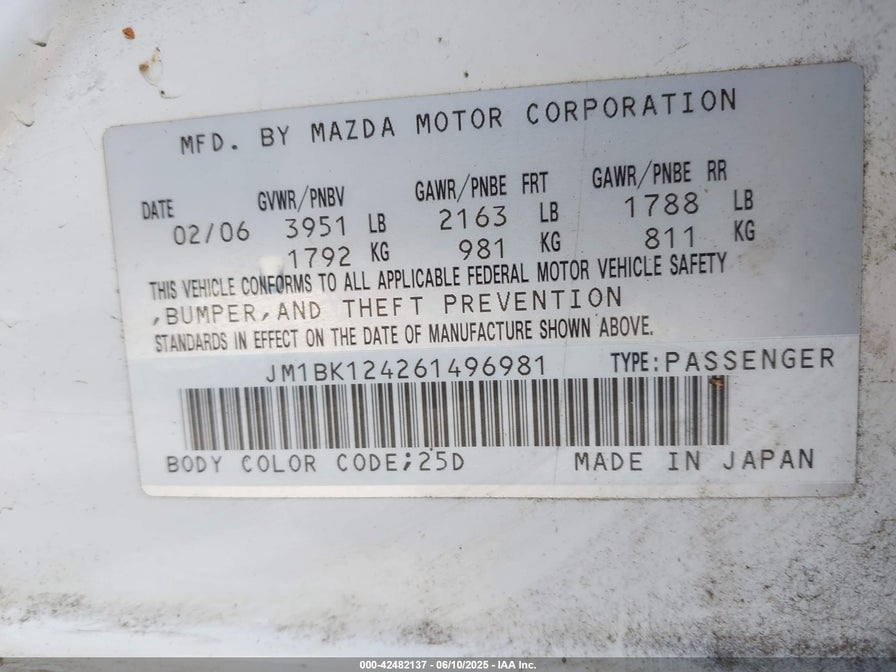 MFD. BY MAZDA MOTOR CORPORATION
DATE GVWR/PNBV GAWR/PNBE FRT GAWR/PNBE RR
02/06 3951 LB 2163 LB 1788 LB
1792 KG 981 KG 811 KG
THIS VEHICLE CONFORMS TO ALL APPLICABLE FEDERAL MOTOR VEHICLE SAFETY
,BUMPER,AND THEFT PREVENTION
STANDARDS IN EFFECT ON THE DATE OF MANUFACTURE SHOWN ABOVE.
JM1BK124261496981 TYPE:PASSENGER
BODY COLOR CODE;25D MADE IN JAPAN
000-42482137 - 06/10/2025 - IAA Inc.